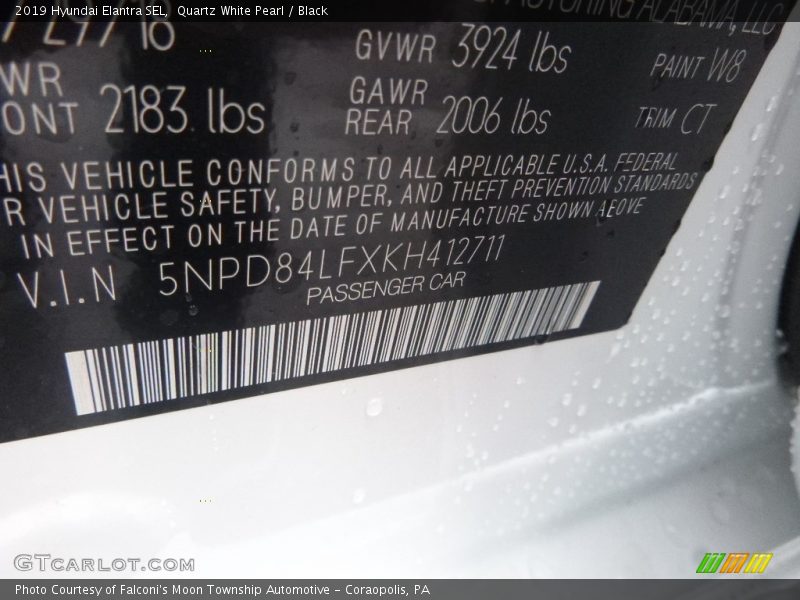 2019 Hyundai Elantra SEL, Quartz White Pearl / Black
ALABAMA, LLC
GVWR 3924 lbs
PAINT W8
WR
ONT 2183 lbs
GAWR
REAR 2006 lbs
TRIM CT
HIS VEHICLE CONFORMS TO ALL APPLICABLE U.S.A. FEDERAL
R VEHICLE SAFETY, BUMPER, AND THEFT PREVENTION STANDARDS
IN EFFECT ON THE DATE OF MANUFACTURE SHOWN ABOVE
V.I.N 5NPD84LFXKH412711
PASSENGER CAR
GTCARLOT.COM
Photo Courtesy of Falconi's Moon Township Automotive – Coraopolis, PA